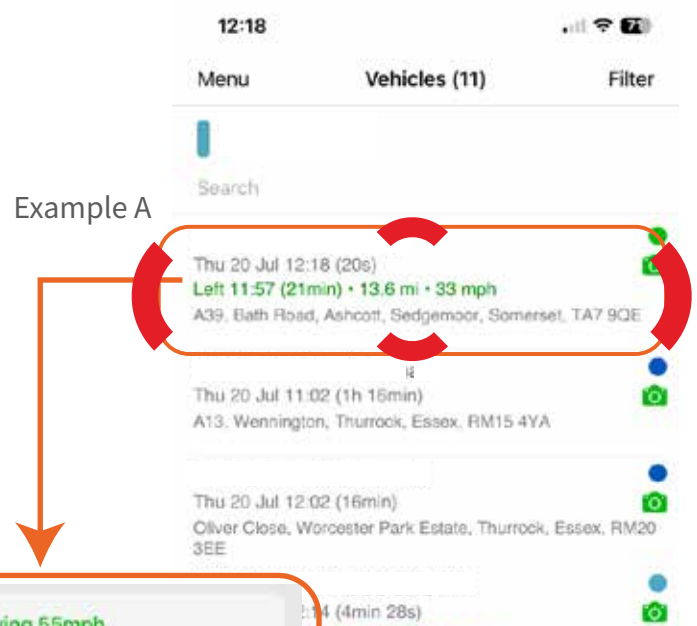 12:18
71
Menu Vehicles (11) Filter
Search
Example A
Thu 20 Jul 12:18 (20s)
Left 11:57 (21min) • 13.6 mi • 33 mph
A39, Bath Road, Ashcott, Sedgemoor, Somerset, TA7 9QE
Thu 20 Jul 11:02 (1h 16min)
A13, Wennington, Thurrock, Essex, RM15 4YA
Thu 20 Jul 12:02 (16min)
Oliver Close, Worcester Park Estate, Thurrock, Essex, RM20
3EE
(4min 28s)
55mph